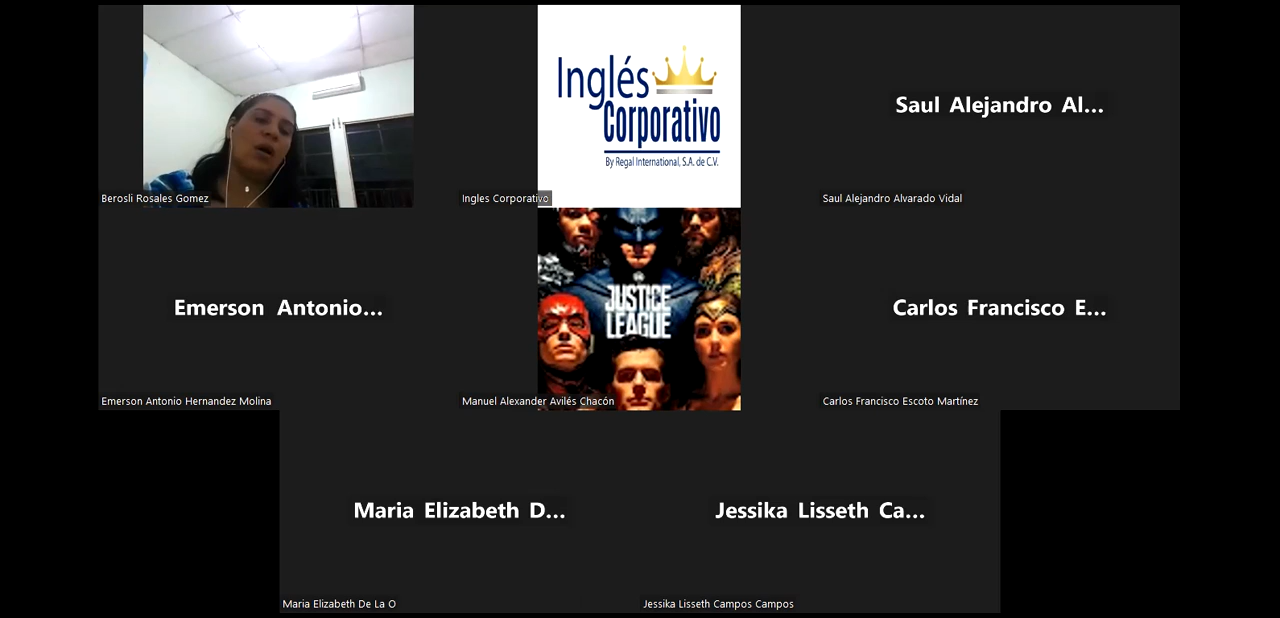 Inglés
Corporativo
By Regal International, S.A. de C.V.
Saul Alejandro Al...
Berosli Rosales Gomez
Ingles Corporativo
Saul Alejandro Alvarado Vidal
JUSTICE
LEAGUE
Emerson Antonio...
Carlos Francisco E...
Emerson Antonio Hernandez Molina
Manuel Alexander Avilés Chacón
Carlos Francisco Escoto Martínez
Maria Elizabeth D...
Jessika Lisseth Ca...
Maria Elizabeth De La O
Jessika Lisseth Campos Campos